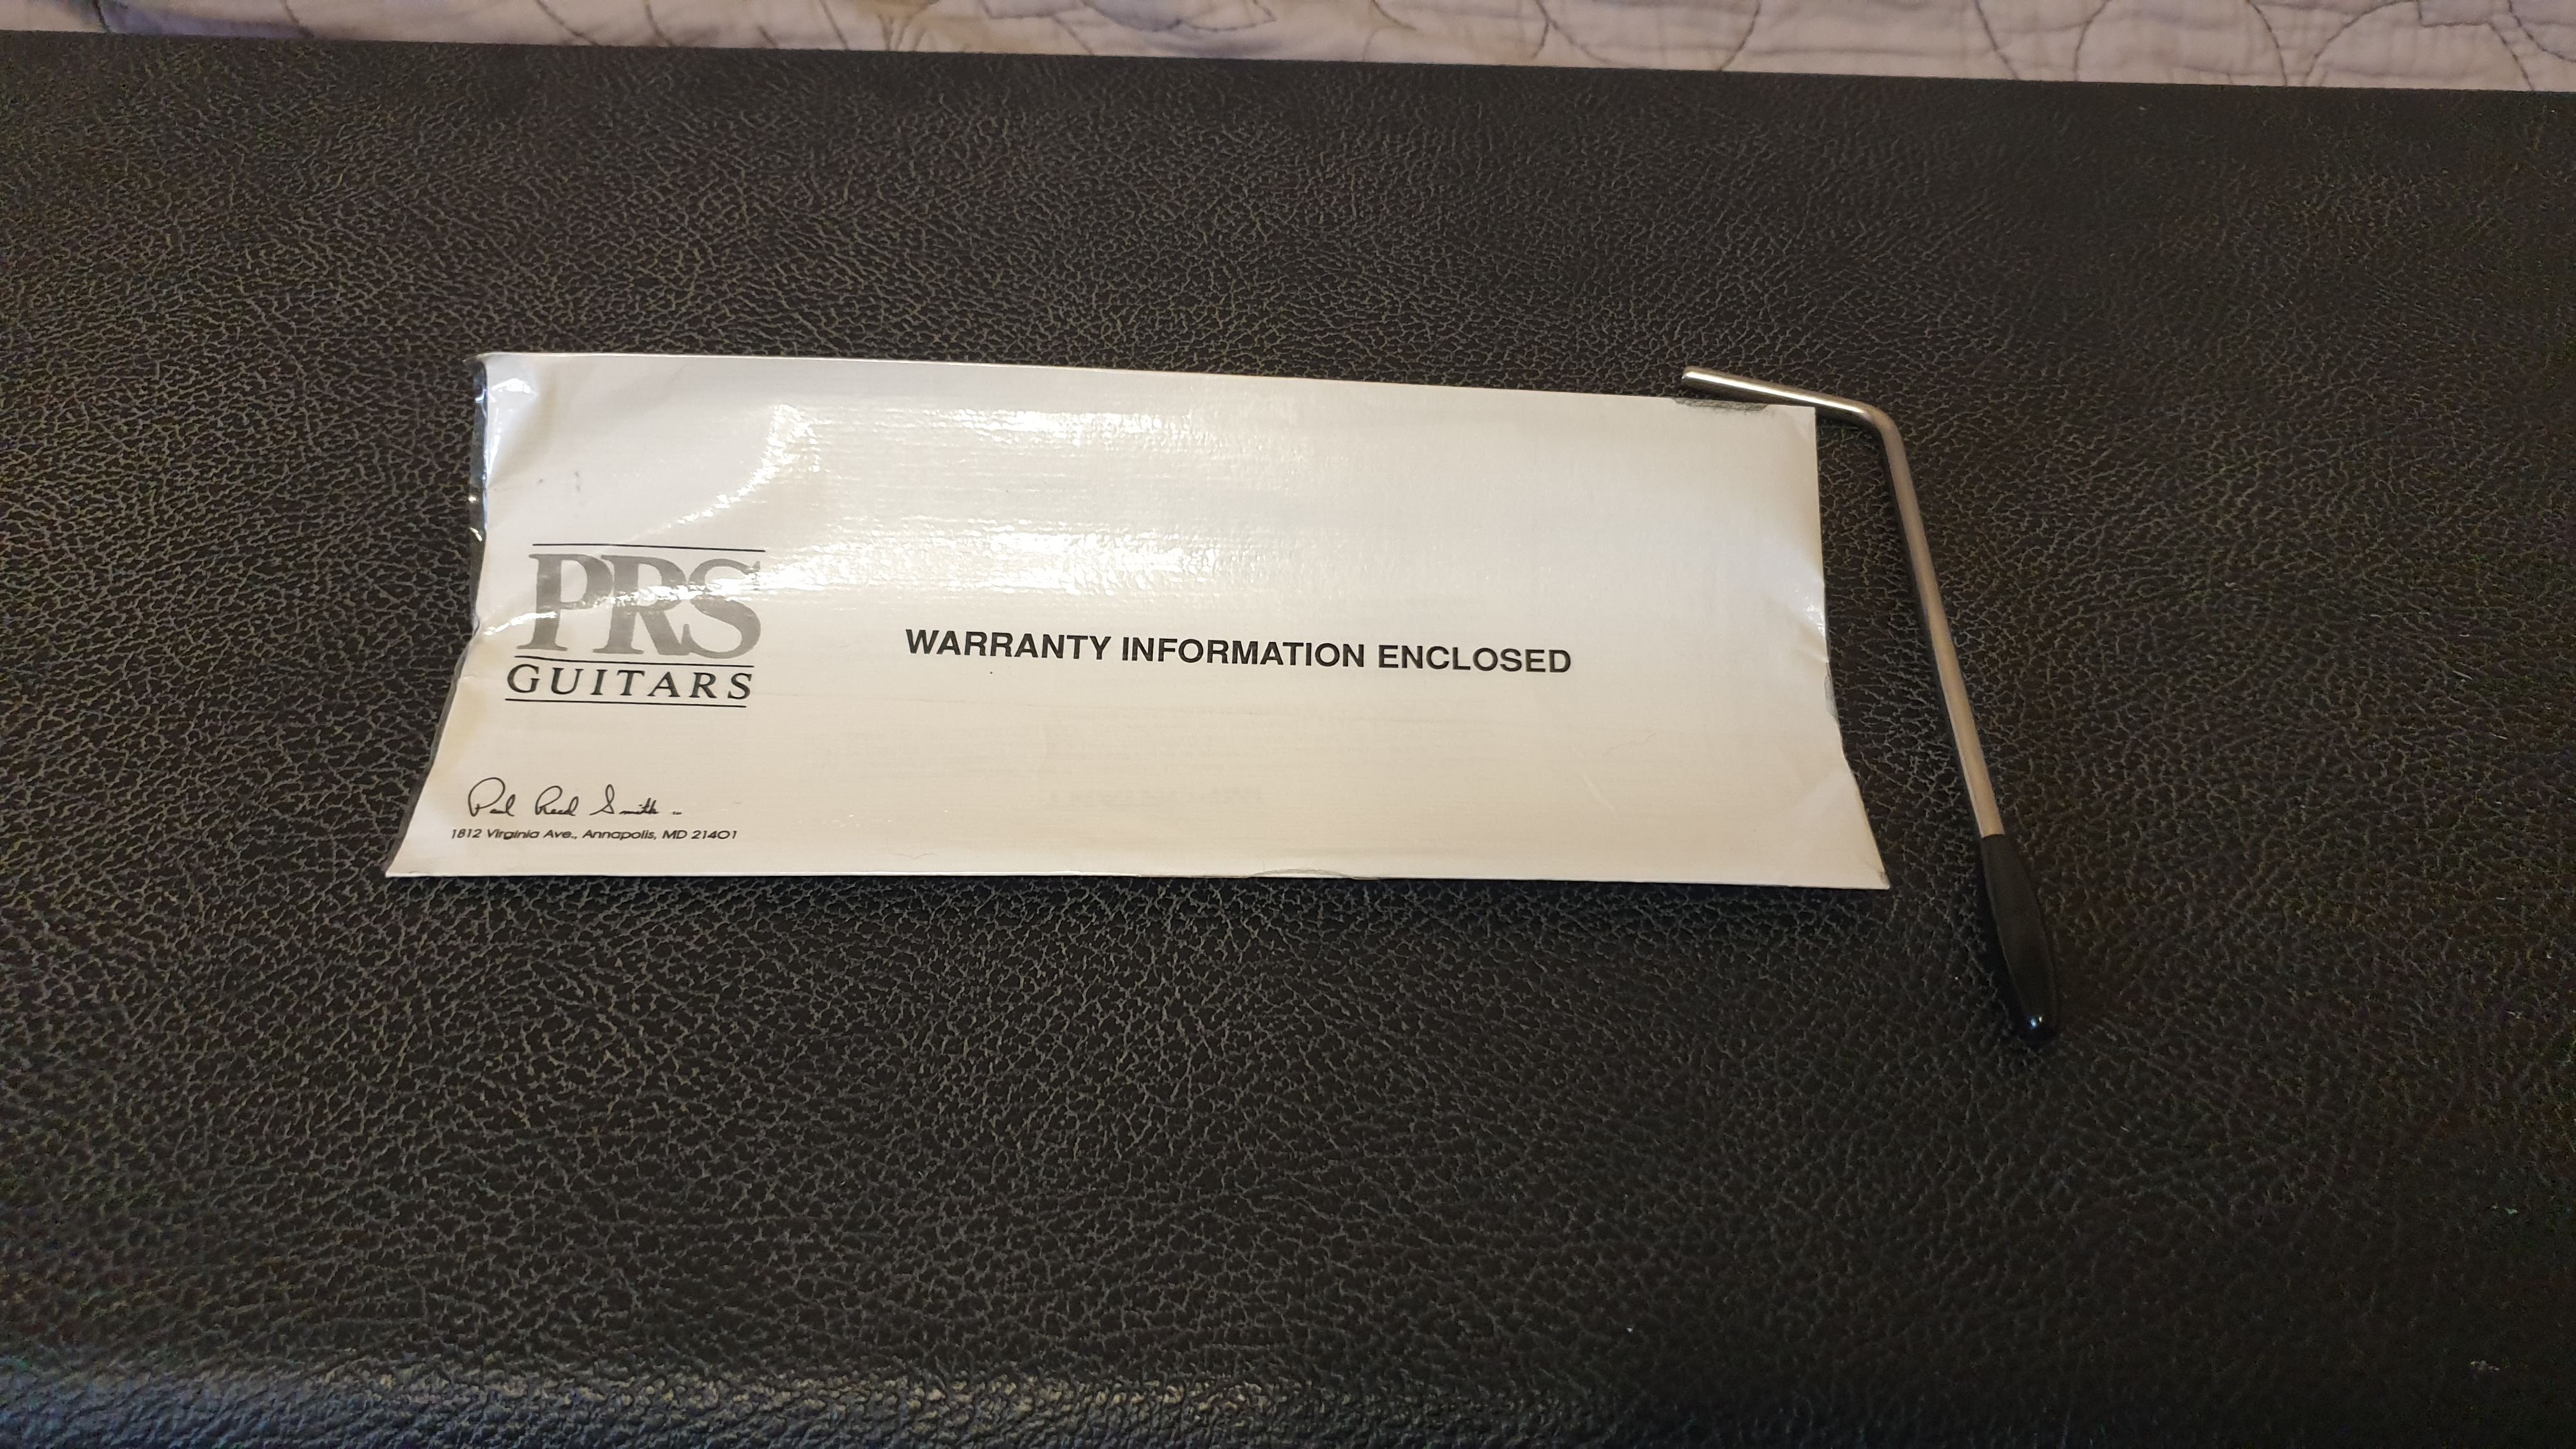 PRS
GUITARS
WARRANTY INFORMATION ENCLOSED
Paul Reed Smith
1812 Virginia Ave., Annapolis, MD 21401